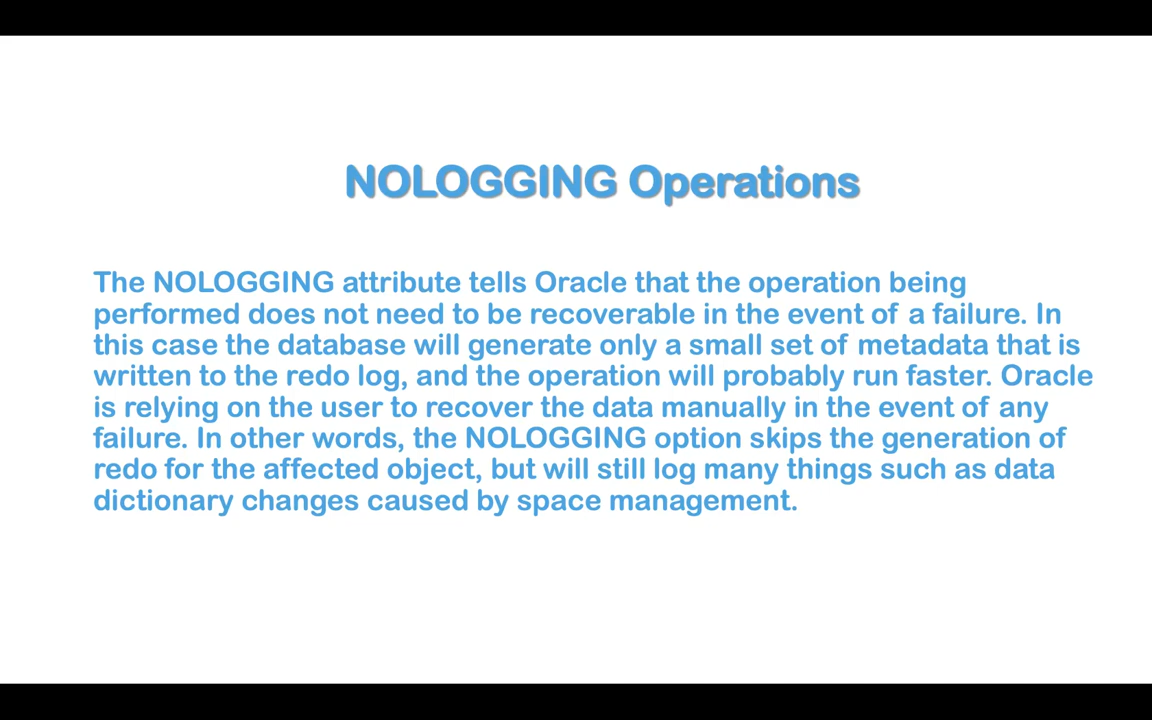 NOLOGGING Operations
The NOLOGGING attribute tells Oracle that the operation being
performed does not need to be recoverable in the event of a failure. In
this case the database will generate only a small set of metadata that is
written to the redo log, and the operation will probably run faster. Oracle
is relying on the user to recover the data manually in the event of any
failure. In other words, the NOLOGGING option skips the generation of
redo for the affected object, but will still log many things such as data
dictionary changes caused by space management.